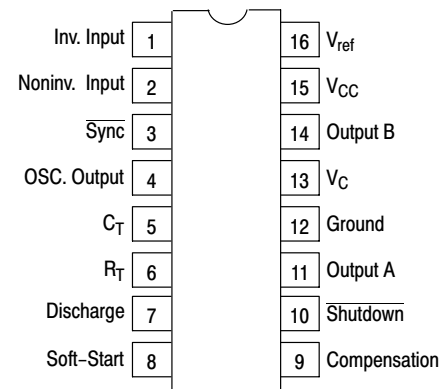 Inv. Input 1 16 Vref
Noninv. Input 2 15 VCC
Sync 3 14 Output B
OSC. Output 4 13 VC
CT 5 12 Ground
RT 6 11 Output A
Discharge 7 10 Shutdown
Soft-Start 8 9 Compensation